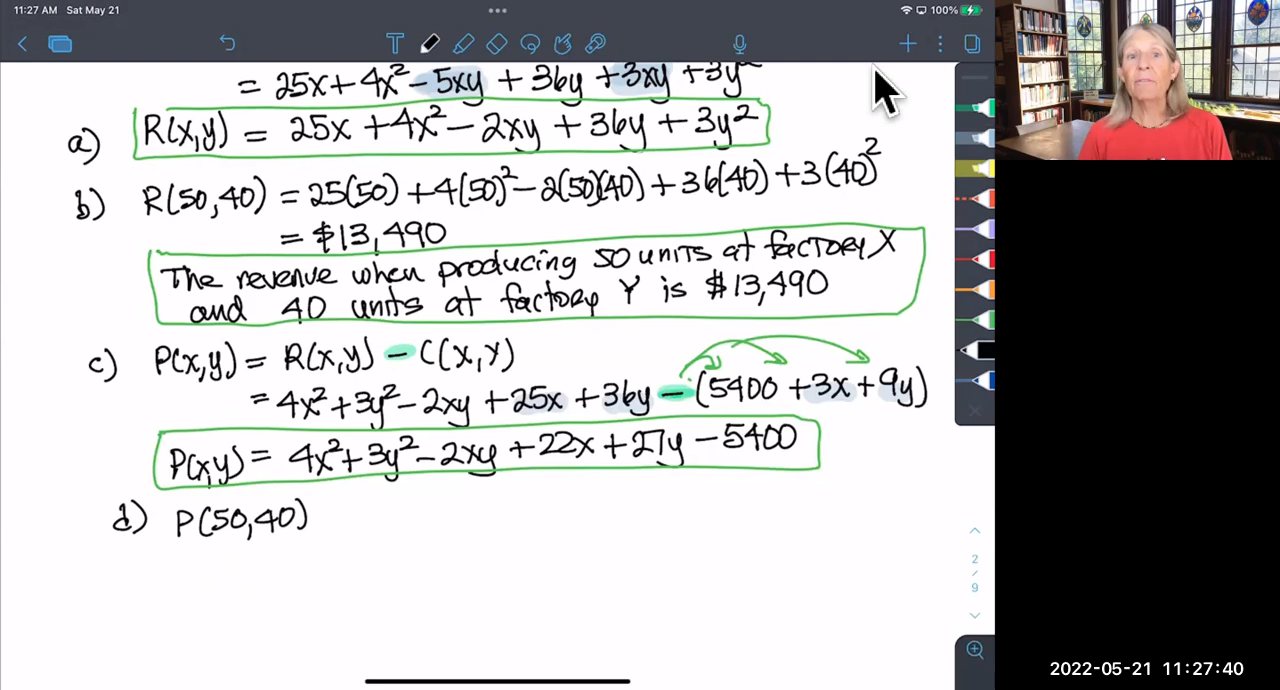 11:27 AM Sat May 21
100%
= 25x + 4x² - 5xy + 36y + 3xy + 3y²
a) R(x,y) = 25x + 4x² - 2xy + 36y + 3y²
b) R(50,40) = 25(50) + 4(50)² - 2(50)(40) + 36(40) + 3(40)²
= $13,490
The revenue when producing 50 units at factory X
and 40 units at factory Y is $13,490
c) P(x,y) = R(x,y) - C(x,y)
= 4x² + 3y² - 2xy + 25x + 36y - (5400 + 3x + 9y)
P(x,y) = 4x² + 3y² - 2xy + 22x + 27y - 5400
d) P(50,40)
2
/
9
2022-05-21 11:27:40